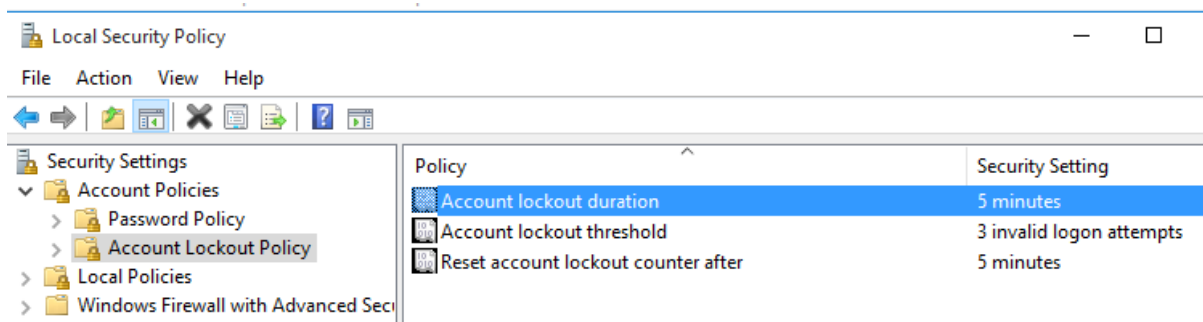 Local Security Policy
File Action View Help
Security Settings
Account Policies
Password Policy
Account Lockout Policy
Local Policies
Windows Firewall with Advanced Secu
Policy Security Setting
Account lockout duration 5 minutes
Account lockout threshold 3 invalid logon attempts
Reset account lockout counter after 5 minutes